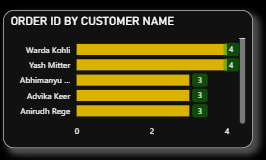 ORDER ID BY CUSTOMER NAME
Warda Kohli 4
Yash Mitter 4
Abhimanyu ... 3
Advika Keer 3
Anirudh Rege 3
0 2 4